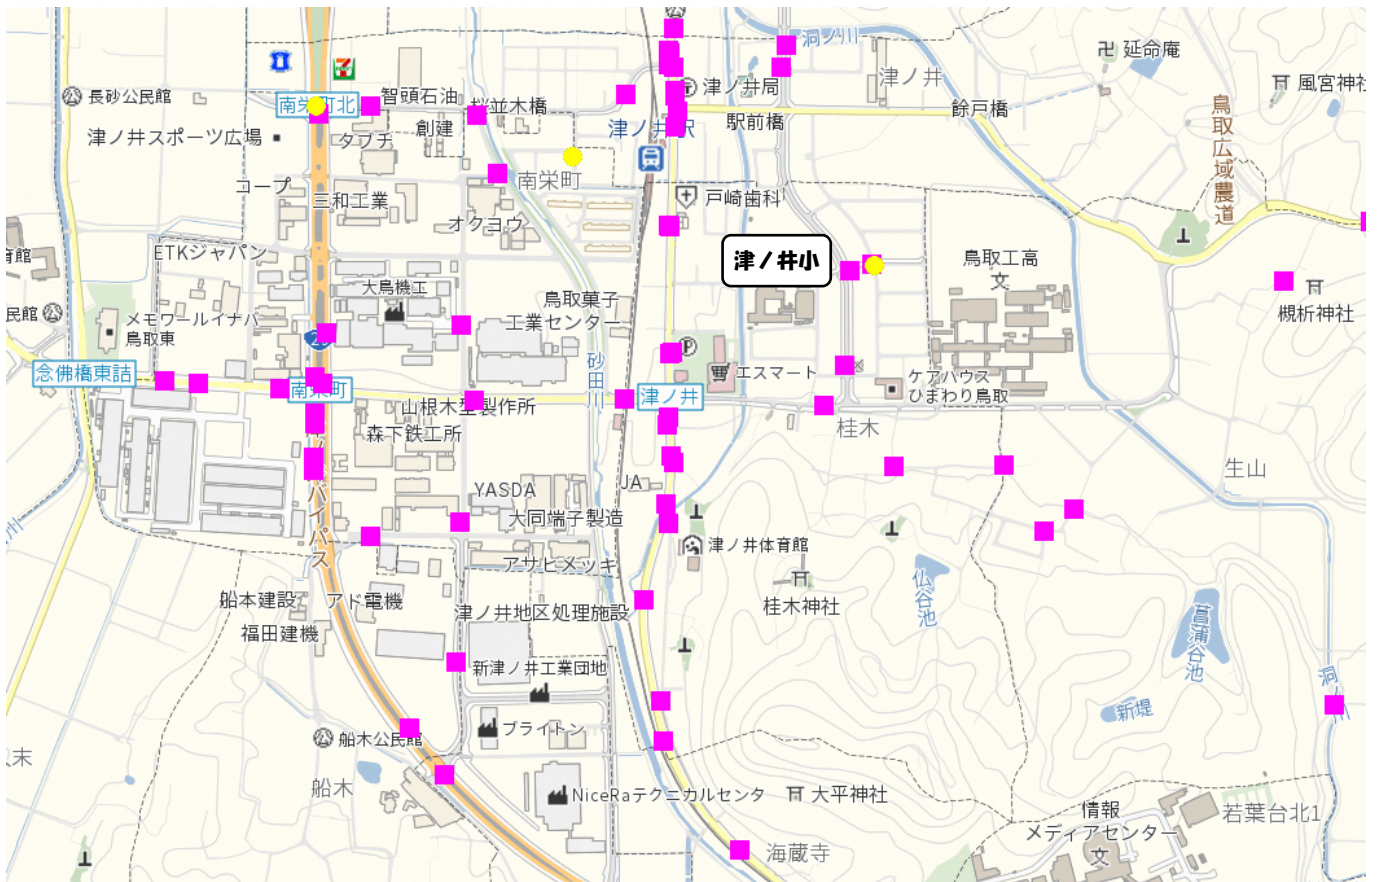 洞ノ川
卍 延命庵
津ノ井
風宮神社
長砂公民館
南栄町北
智頭石油
津ノ井局
桜並木橋
餘戸橋
駅前橋
津ノ井スポーツ広場
タブチ
創建
津ノ井駅
鳥取広域農道
コープ
三和工業
南栄町
戸崎歯科
オクヨウ
ETKジャパン
津ノ井小
鳥取工高
文
育館
大鳥機工
鳥取菓子
工業センター
槻折神社
民館
メモワールイナバ
鳥取東
P
念佛橋東詰
南栄町
砂田川
津ノ井
エスマート
ケアハウス
ひまわり鳥取
山根木型製作所
森下鉄工所
桂木
生山
バイパス
YASDA
JA
大同端子製造
津ノ井体育館
アサヒメッキ
仏谷池
船本建設
アド電機
津ノ井地区処理施設
桂木神社
福田建機
菖蒲谷池
新津ノ井工業団地
洞ノ川
新堤
船木公民館
ブライトン
末
船木
NiceRaテクニカルセンタ
大平神社
情報
メディアセンター
文
若葉台北1
海蔵寺